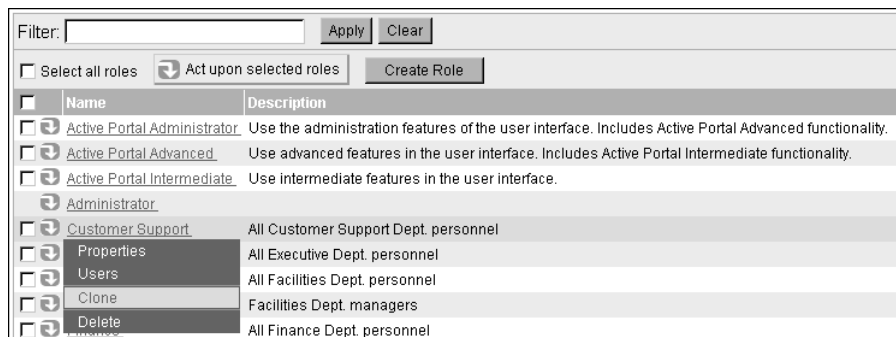 Filter: Apply Clear
Select all roles Act upon selected roles Create Role
Name Description
Active Portal Administrator Use the administration features of the user interface. Includes Active Portal Advanced functionality.
Active Portal Advanced Use advanced features in the user interface. Includes Active Portal Intermediate functionality.
Active Portal Intermediate Use intermediate features in the user interface.
Administrator
Customer Support All Customer Support Dept. personnel
Properties All Executive Dept. personnel
Users All Facilities Dept. personnel
Clone Facilities Dept. managers
Delete All Finance Dept. personnel